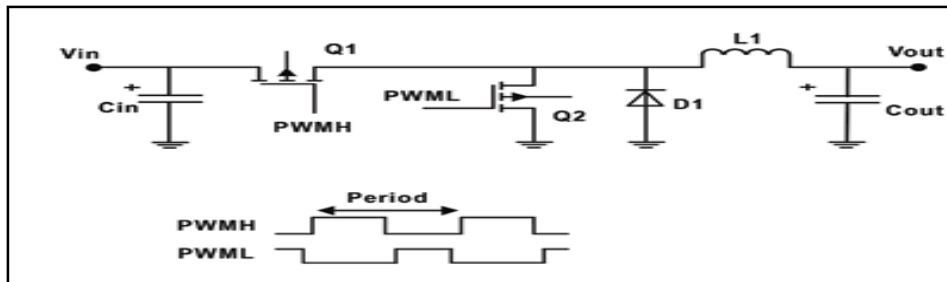 Vin
Q1
L1
Vout
+
Cin
PWMH
PWML
Q2
D1
+
Cout
Period
PWMH
PWML